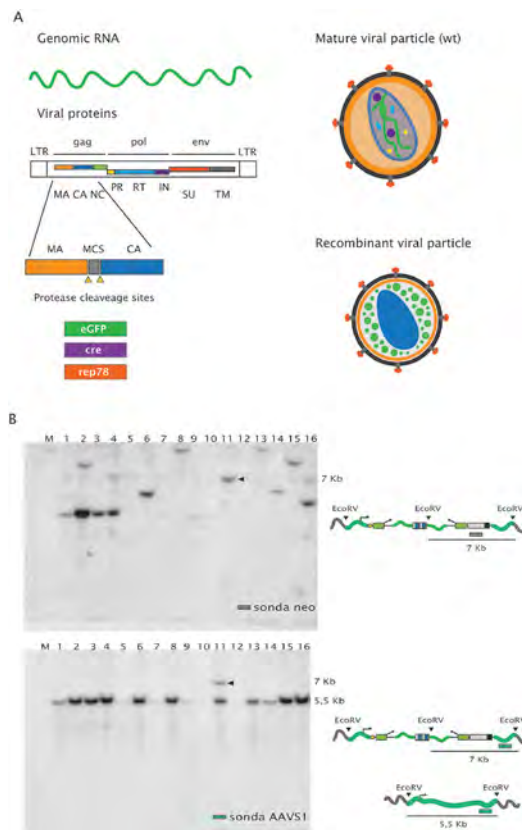 A
Genomic RNA
Mature viral particle (wt)
Viral proteins
LTR gag pol env LTR
PR RT IN
MA CA NC SU TM
MA MCS CA
Recombinant viral particle
Protease cleaveage sites
eGFP
cre
rep78
B
M 1 2 3 4 5 6 7 8 9 10 11 12 13 14 15 16
7 Kb
EcoRV EcoRV EcoRV
7 Kb
sonda neo
M 1 2 3 4 5 6 7 8 9 10 11 12 13 14 15 16
7 Kb
5,5 Kb
EcoRV EcoRV EcoRV
7 Kb
EcoRV EcoRV
5,5 Kb
sonda AAVS1